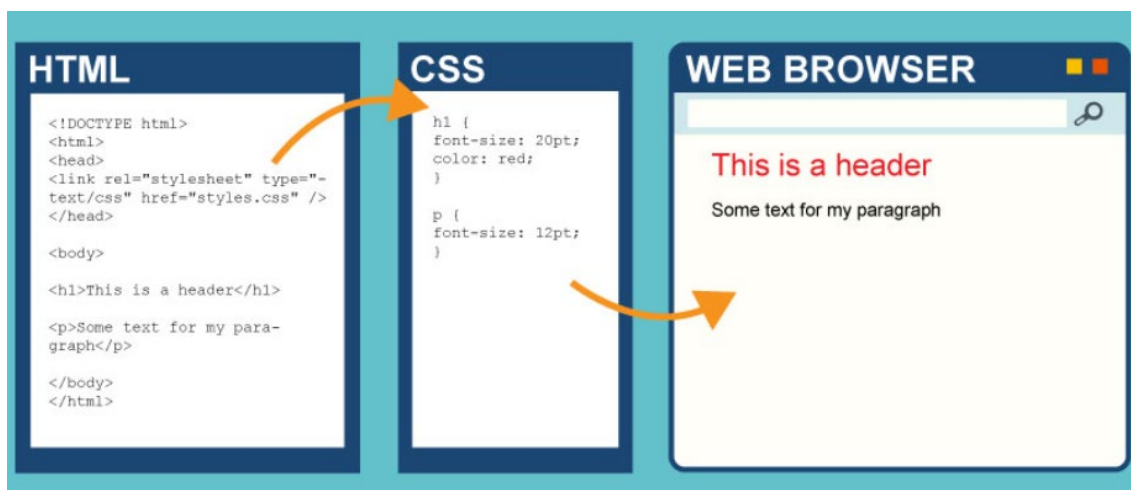 HTML
<!DOCTYPE html>
<html>
<head>
<link rel="stylesheet" type="-
text/css" href="styles.css" />
</head>
<body>
<h1>This is a header</h1>
<p>Some text for my para-
graph</p>
</body>
</html>
CSS
h1 {
font-size: 20pt;
color: red;
}
p {
font-size: 12pt;
}
WEB BROWSER
This is a header
Some text for my paragraph